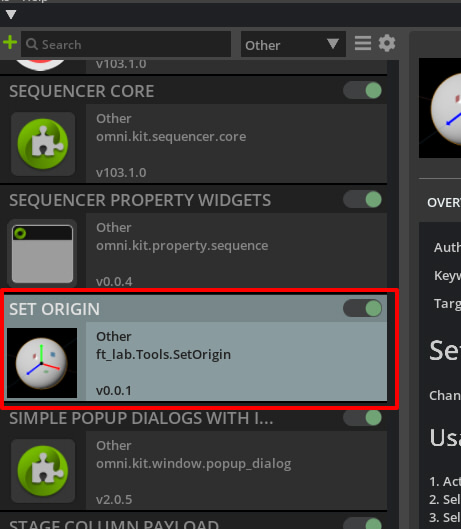 Search
Other
v103.1.0
SEQUENCER CORE
Other
omni.kit.sequencer.core
v103.1.0
SEQUENCER PROPERTY WIDGETS
Other
omni.kit.property.sequence
v0.0.4
SET ORIGIN
Other
ft_lab.Tools.SetOrigin
v0.0.1
SIMPLE POPUP DIALOGS WITH I...
Other
omni.kit.window.popup_dialog
v2.0.5
STAGE COLUMN PAYLOAD
OVER
Auth
Keyw
Targ
Se
Chan
Usa
1. Act
2. Sel
3. Sel